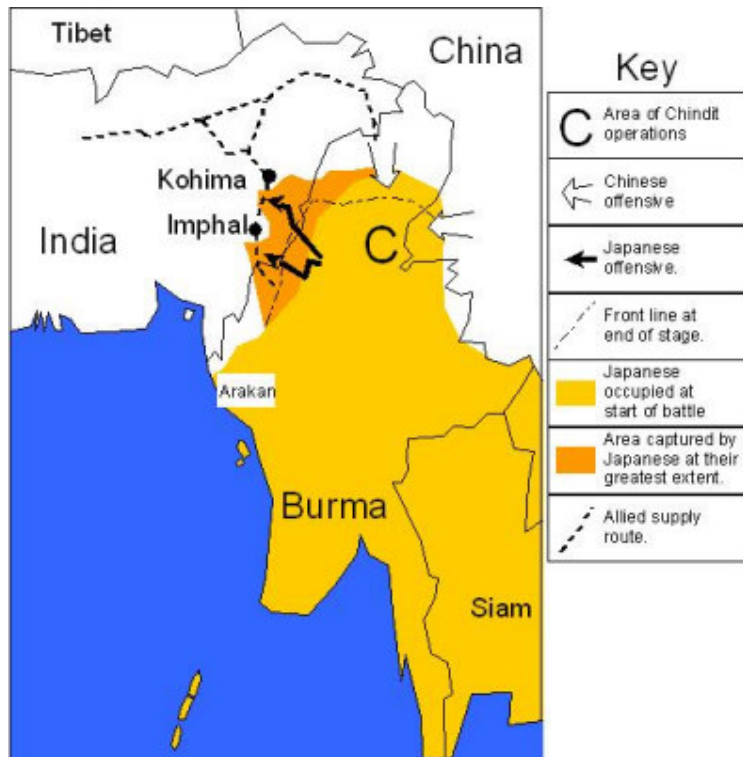 Tibet
China
Kohima
Imphal
India
C
Arakan
Burma
Siam
Key
C
Area of Chindit
operations
Chinese
offensive
Japanese
offensive.
Front line at
end of stage.
Japanese
occupied at
start of battle
Area captured by
Japanese at their
greatest extent.
Allied supply
route.